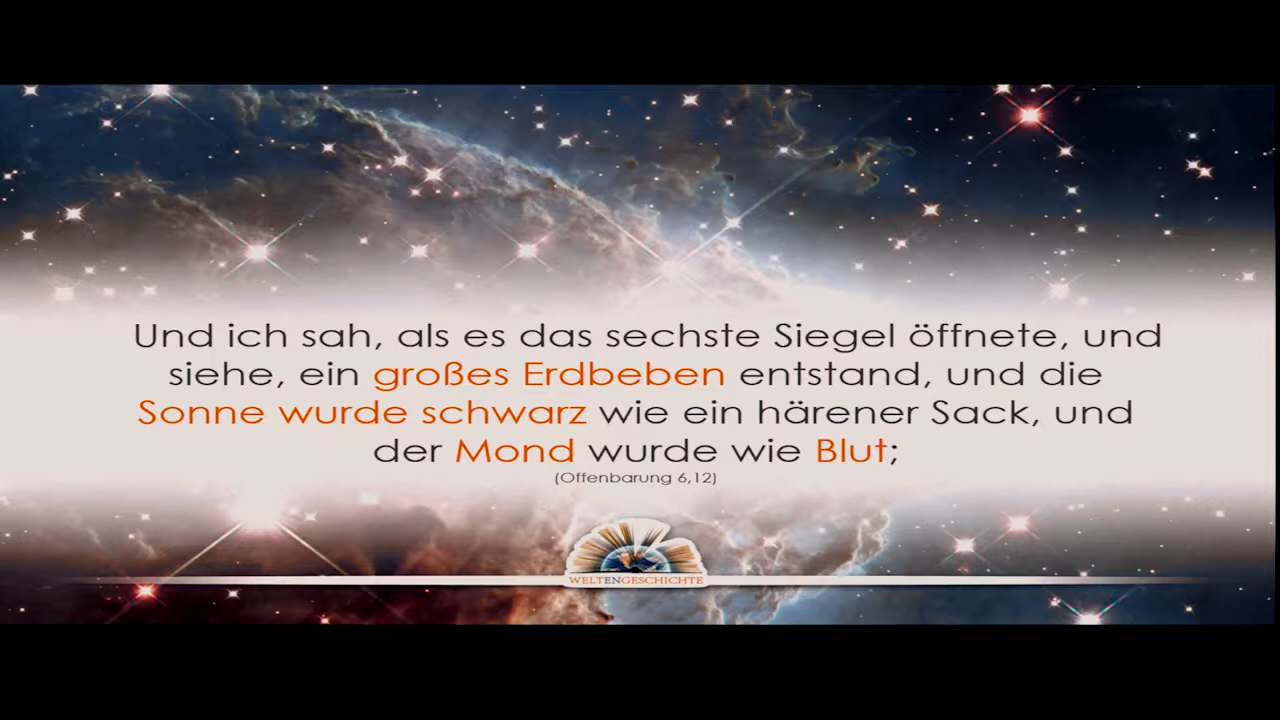 Und ich sah, als es das sechste Siegel öffnete, und
siehe, ein großes Erdbeben entstand, und die
Sonne wurde schwarz wie ein härener Sack, und
der Mond wurde wie Blut;
(Offenbarung 6,12)
WELTENGESCHICHTE